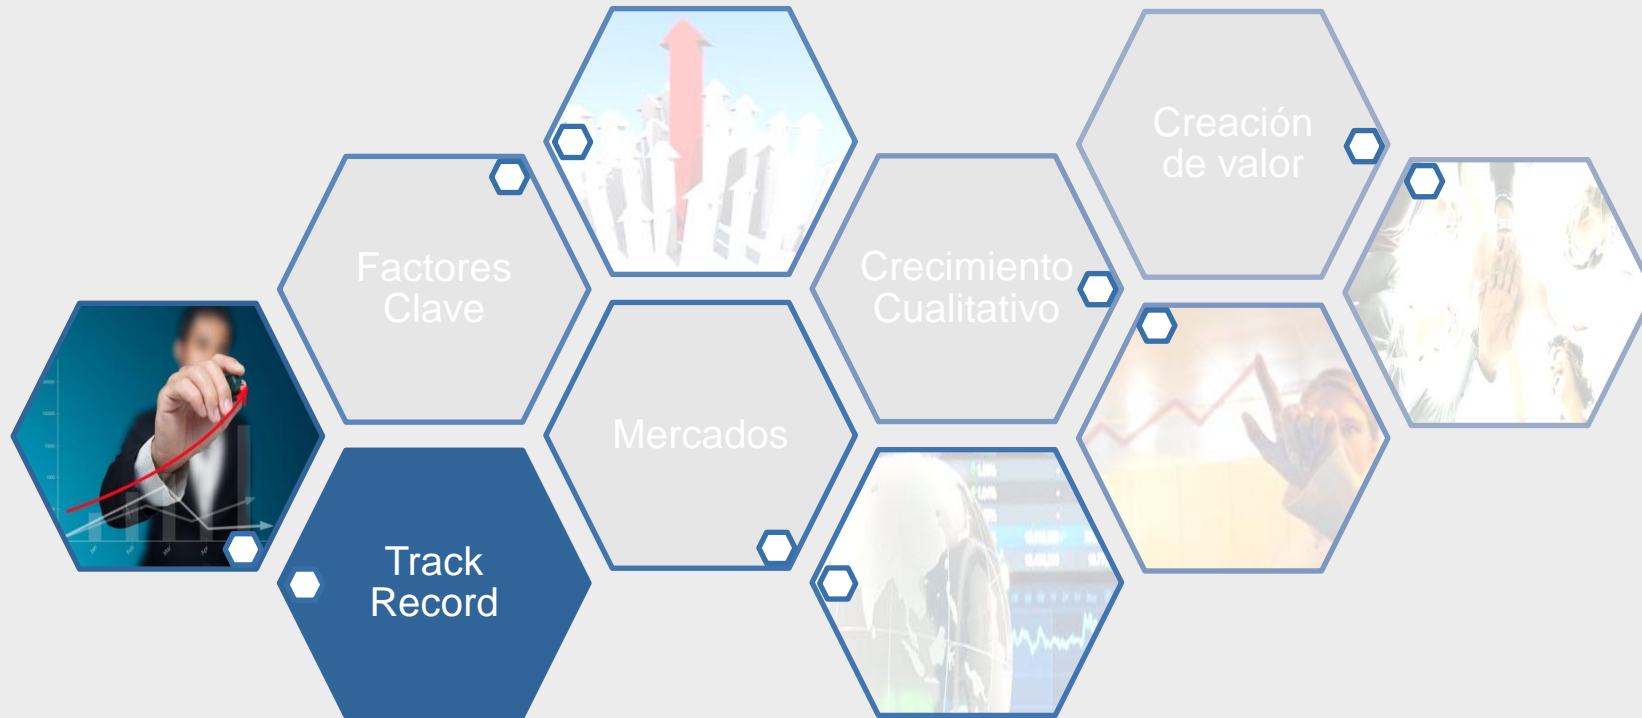 Creación
de valor
Factores
Clave
Crecimiento
Cualitativo
Mercados
Track
Record